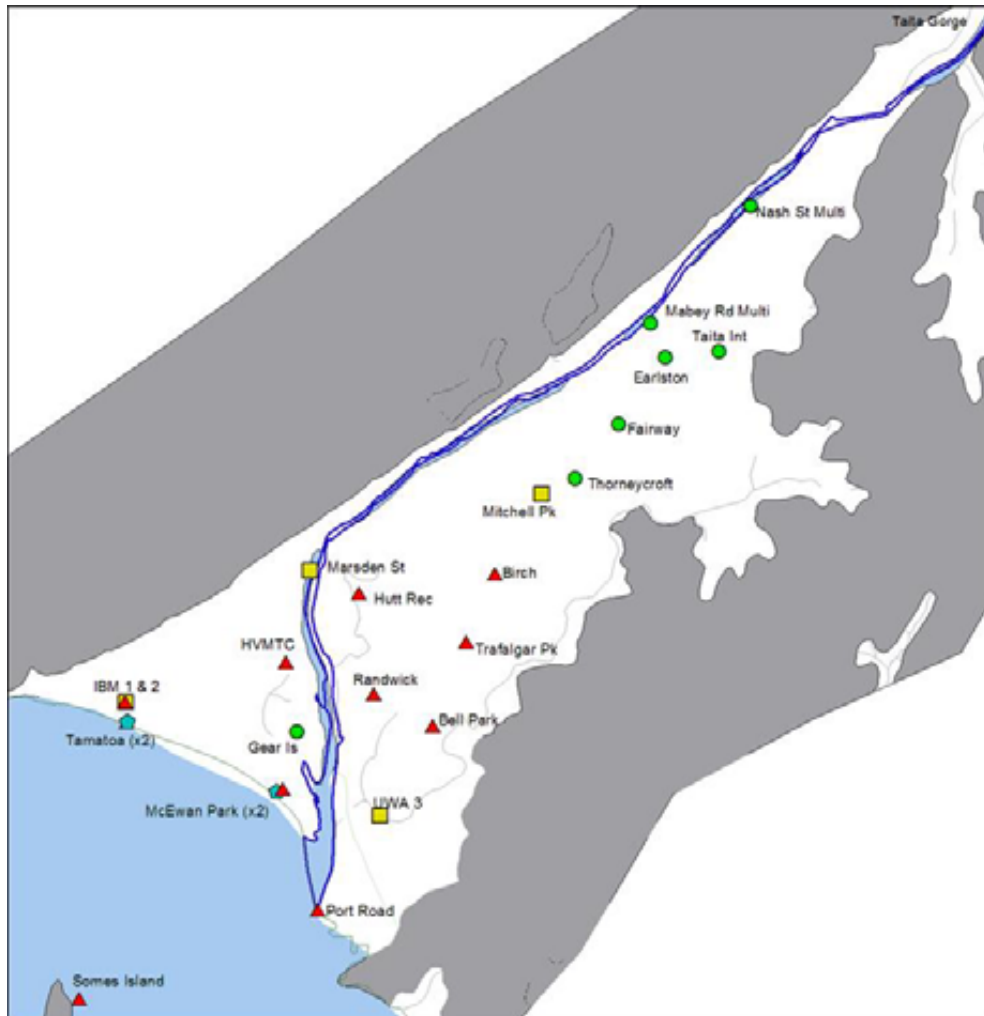 Taita Gorge
Nash St Multi
Mabey Rd Multi
Taita Int
Earlston
Fairway
Thorneycroft
Mitchell Pk
Marsden St
Birch
Hutt Rec
HVMTC
Trafalgar Pk
Randwick
IBM 1 & 2
Bell Park
Tamatoa (x2)
Gear Is
McEwan Park (x2)
UWA 3
Port Road
Somes Island